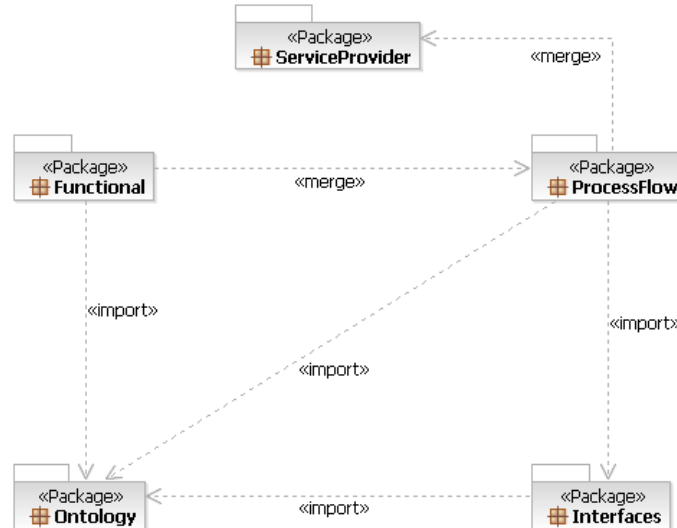 «Package»
ServiceProvider
«merge»
«Package»
Functional
«merge»
«Package»
ProcessFlow
«import»
«import»
«import»
«Package»
Ontology
«import»
«Package»
Interfaces